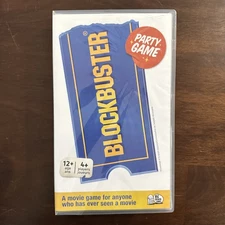 PARTY
GAME
BLOCKBUSTER
12+
4+
A movie game for anyone
who has ever seen a movie